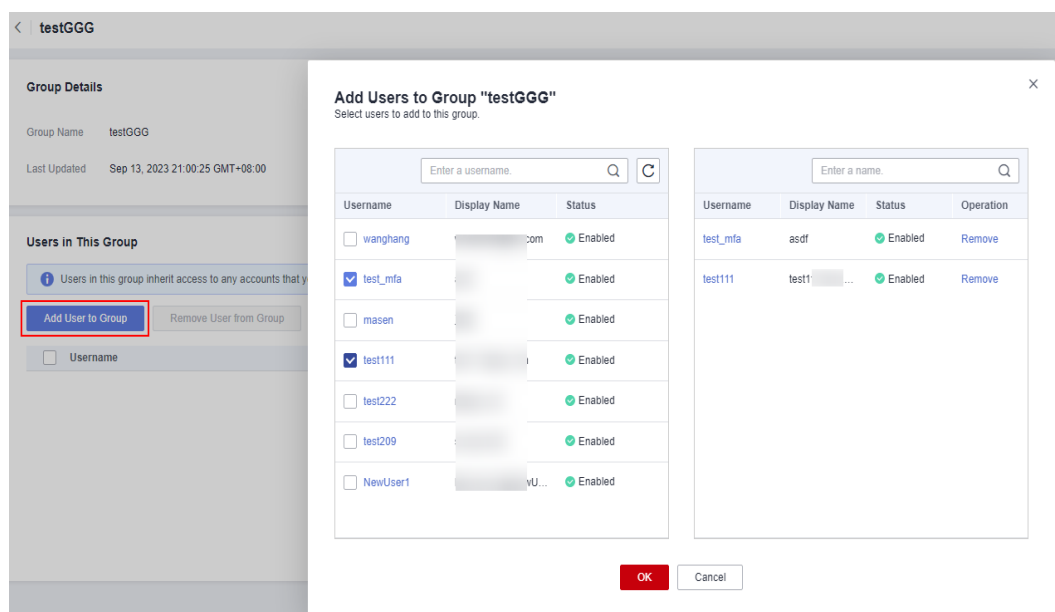 testGGG
Group Details
Group Name testGGG
Last Updated Sep 13, 2023 21:00:25 GMT+08:00
Users in This Group
Users in this group inherit access to any accounts that
Add User to Group Remove User from Group
Username
Add Users to Group "testGGG"
Select users to add to this group.
Enter a username.
Username Display Name Status
wanghang .com Enabled
test_mfa Enabled
masen Enabled
test111 Enabled
test222 Enabled
test209 Enabled
NewUser1 Enabled
Enter a name.
Username Display Name Status Operation
test_mfa asdf Enabled Remove
test111 test1 ... Enabled Remove
OK Cancel